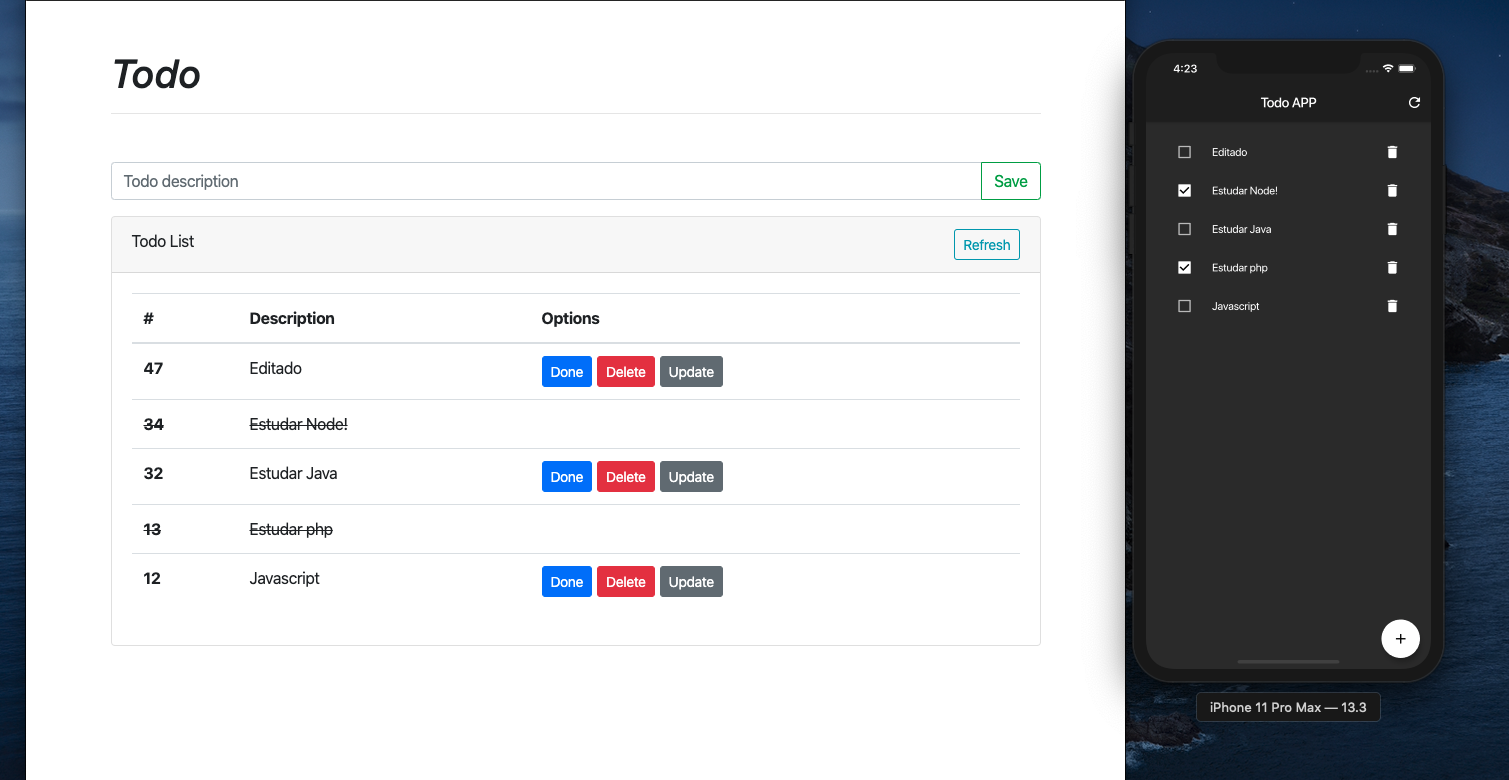 Todo
Todo description Save
Todo List Refresh
# Description Options
47 Editado Done Delete Update
34 Estudar Node!
32 Estudar Java Done Delete Update
13 Estudar php
12 Javascript Done Delete Update
4:23
Todo APP
Editado
Estudar Node!
Estudar Java
Estudar php
Javascript
+
iPhone 11 Pro Max — 13.3